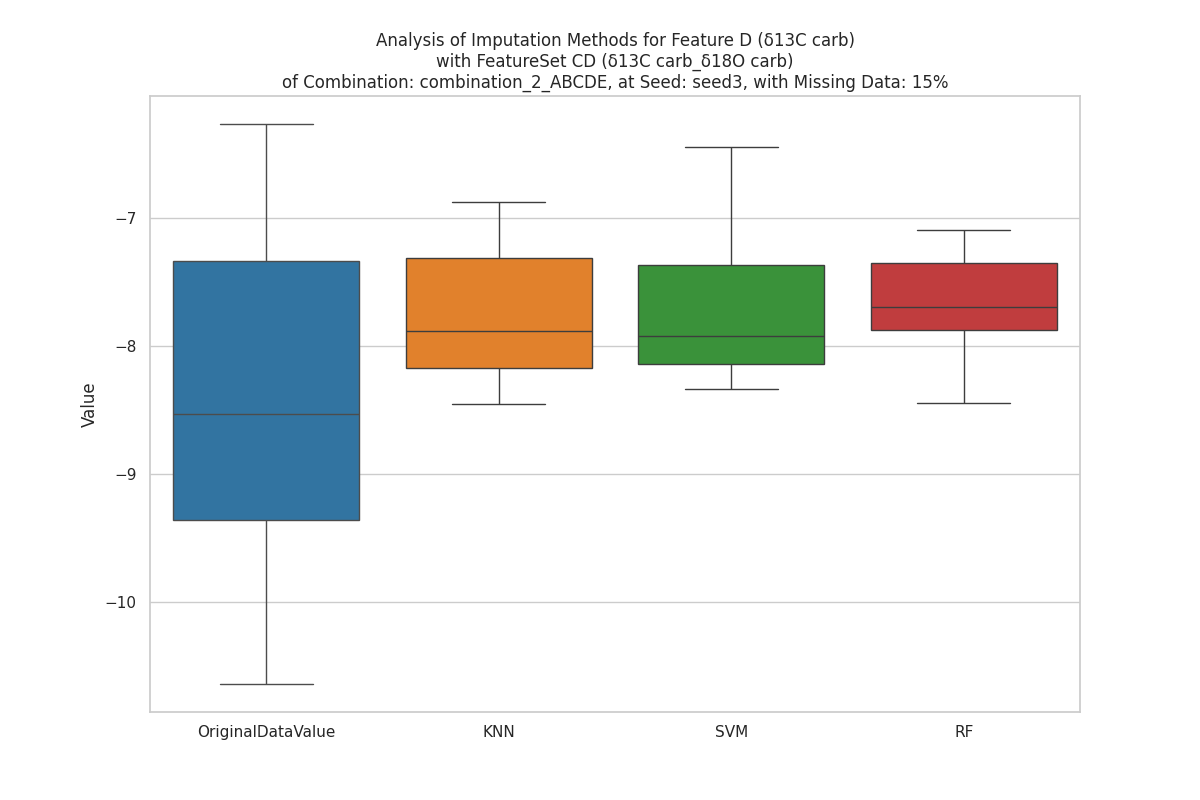 Analysis of Imputation Methods for Feature D (δ13C carb)
with FeatureSet CD (δ13C carb_δ18O carb)
of Combination: combination_2_ABCDE, at Seed: seed3, with Missing Data: 15%
Value
−7
−8
−9
−10
OriginalDataValue
KNN
SVM
RF